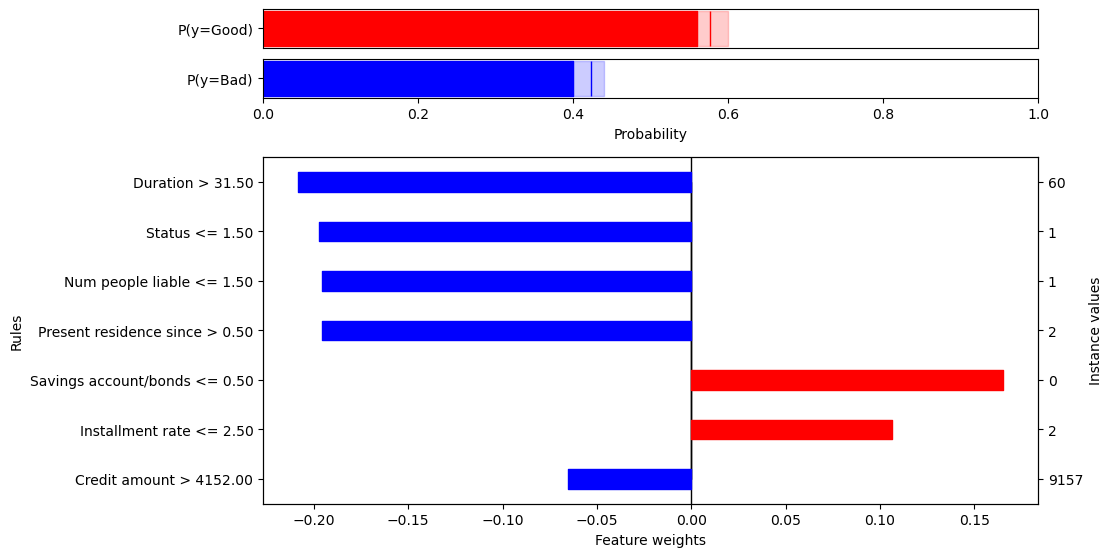 P(y=Good)
P(y=Bad)
0.0 0.2 0.4 0.6 0.8 1.0
Probability
Duration > 31.50 60
Status <= 1.50 1
Num people liable <= 1.50 1
Present residence since > 0.50 2
Savings account/bonds <= 0.50 0
Installment rate <= 2.50 2
Credit amount > 4152.00 9157
Rules
Instance values
−0.20 −0.15 −0.10 −0.05 0.00 0.05 0.10 0.15
Feature weights